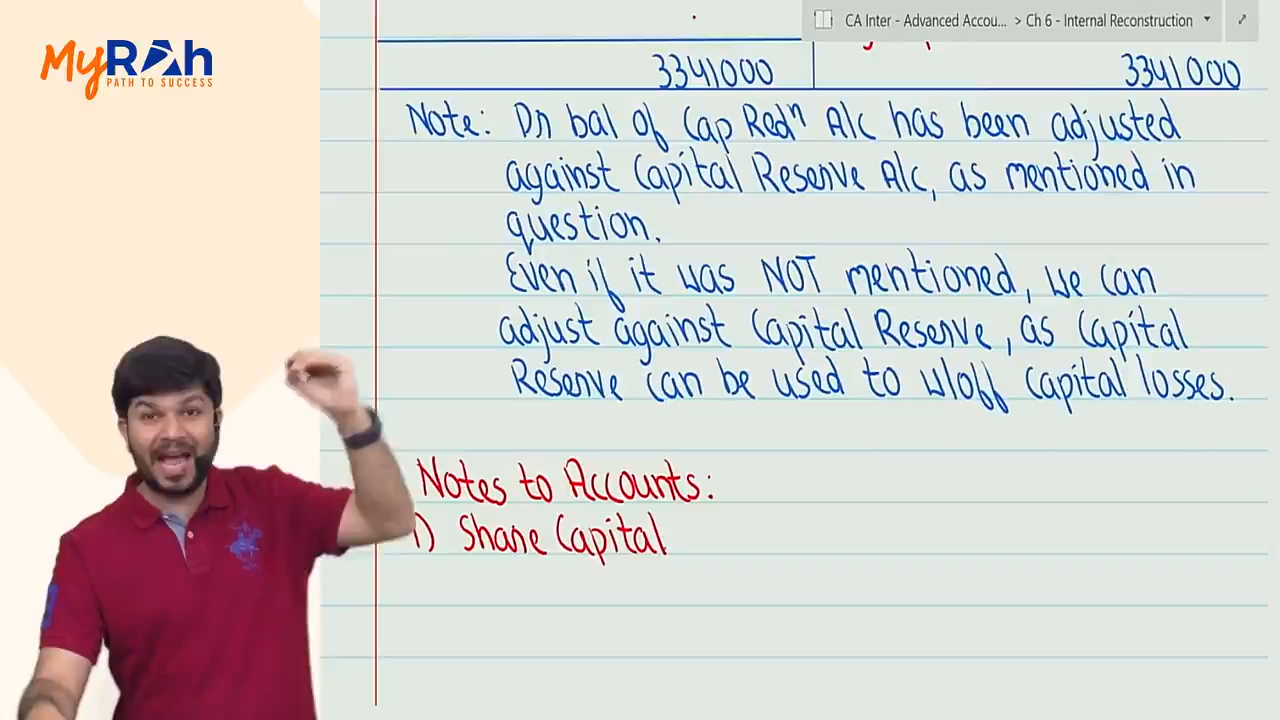 MyRAh
PATH TO SUCCESS
CA Inter - Advanced Accou... > Ch 6 - Internal Reconstruction
3341000 3341000
Note: Dr bal of Cap Redⁿ A/c has been adjusted
against Capital Reserve A/c, as mentioned in
question.
Even if it was NOT mentioned, we can
adjust against Capital Reserve, as Capital
Reserve can be used to w/off capital losses.
Notes to Accounts:
1) Share Capital